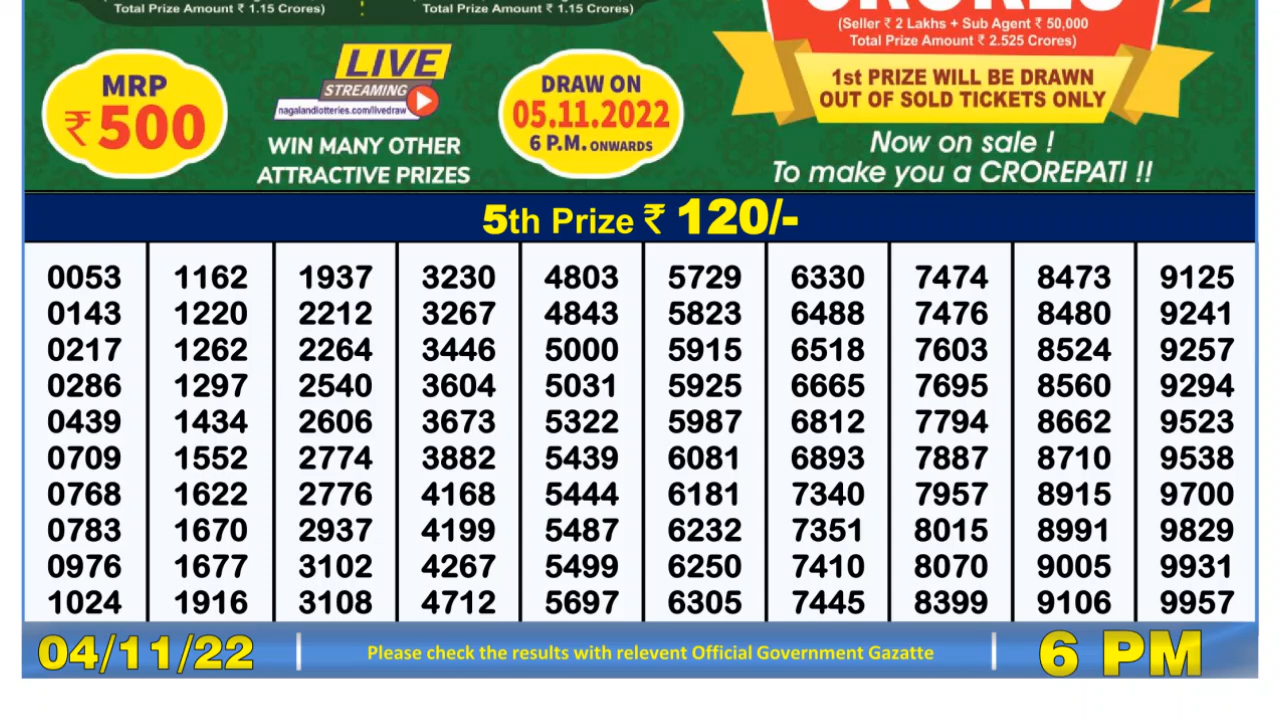 Total Prize Amount ₹ 1.15 Crores)
Total Prize Amount ₹ 1.15 Crores)
(Seller ₹ 2 Lakhs + Sub Agent ₹ 50,000
Total Prize Amount ₹ 2.525 Crores)
1st PRIZE WILL BE DRAWN
OUT OF SOLD TICKETS ONLY
MRP
₹500
LIVE
STREAMING
nagalandlotteries.com/livedraw
WIN MANY OTHER
ATTRACTIVE PRIZES
DRAW ON
05.11.2022
6 P.M. ONWARDS
Now on sale !
To make you a CROREPATI !!
5th Prize ₹ 120/-
0053 1162 1937 3230 4803 5729 6330 7474 8473 9125
0143 1220 2212 3267 4843 5823 6488 7476 8480 9241
0217 1262 2264 3446 5000 5915 6518 7603 8524 9257
0286 1297 2540 3604 5031 5925 6665 7695 8560 9294
0439 1434 2606 3673 5322 5987 6812 7794 8662 9523
0709 1552 2774 3882 5439 6081 6893 7887 8710 9538
0768 1622 2776 4168 5444 6181 7340 7957 8915 9700
0783 1670 2937 4199 5487 6232 7351 8015 8991 9829
0976 1677 3102 4267 5499 6250 7410 8070 9005 9931
1024 1916 3108 4712 5697 6305 7445 8399 9106 9957
04/11/22 Please check the results with relevent Official Government Gazatte 6 PM